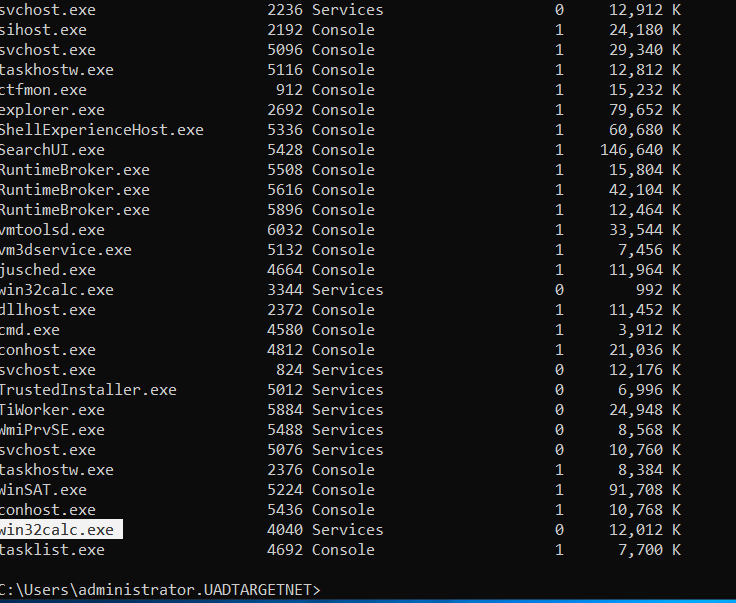 svchost.exe 2236 Services 0 12,912 K
sihost.exe 2192 Console 1 24,180 K
svchost.exe 5096 Console 1 29,340 K
taskhostw.exe 5116 Console 1 12,812 K
ctfmon.exe 912 Console 1 15,232 K
explorer.exe 2692 Console 1 79,652 K
ShellExperienceHost.exe 5336 Console 1 60,680 K
SearchUI.exe 5428 Console 1 146,640 K
RuntimeBroker.exe 5508 Console 1 15,804 K
RuntimeBroker.exe 5616 Console 1 42,104 K
RuntimeBroker.exe 5896 Console 1 12,464 K
vmtoolsd.exe 6032 Console 1 33,544 K
vm3dservice.exe 5132 Console 1 7,456 K
jusched.exe 4664 Console 1 11,964 K
win32calc.exe 3344 Services 0 992 K
dllhost.exe 2372 Console 1 11,452 K
cmd.exe 4580 Console 1 3,912 K
conhost.exe 4812 Console 1 21,036 K
svchost.exe 824 Services 0 12,176 K
TrustedInstaller.exe 5012 Services 0 6,996 K
TiWorker.exe 5884 Services 0 24,948 K
WmiPrvSE.exe 5488 Services 0 8,568 K
svchost.exe 5076 Services 0 10,760 K
taskhostw.exe 2376 Console 1 8,384 K
WinSAT.exe 5224 Console 1 91,708 K
conhost.exe 5436 Console 1 10,768 K
win32calc.exe 4040 Services 0 12,012 K
tasklist.exe 4692 Console 1 7,700 K
C:\Users\administrator.UADTARGETNET>